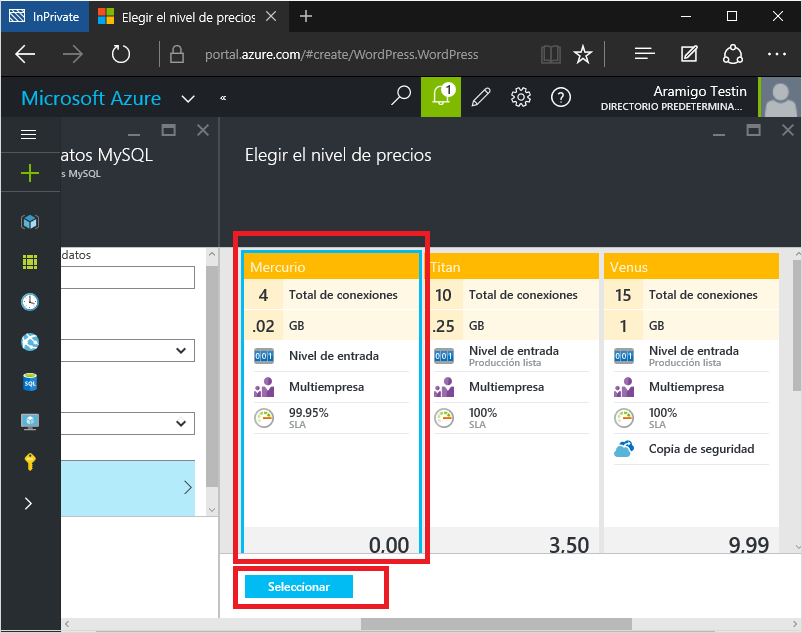 InPrivate
Elegir el nivel de precios
portal.azure.com/#create/WordPress.WordPress
Microsoft Azure
«
1
Aramigo Testin
DIRECTORIO PREDETERMINA...
atos MySQL
s MySQL
Elegir el nivel de precios
datos
Mercurio
4 Total de conexiones
.02 GB
001 Nivel de entrada
Multiempresa
99.95%
SLA
0,00
Titan
10 Total de conexiones
.25 GB
001 Nivel de entrada
Producción lista
Multiempresa
100%
SLA
3,50
Venus
15 Total de conexiones
1 GB
001 Nivel de entrada
Producción lista
Multiempresa
100%
SLA
Copia de seguridad
9,99
SQL
Seleccionar